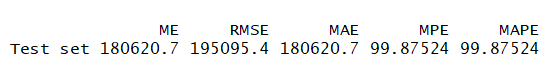 ME RMSE MAE MPE MAPE
Test set 180620.7 195095.4 180620.7 99.87524 99.87524